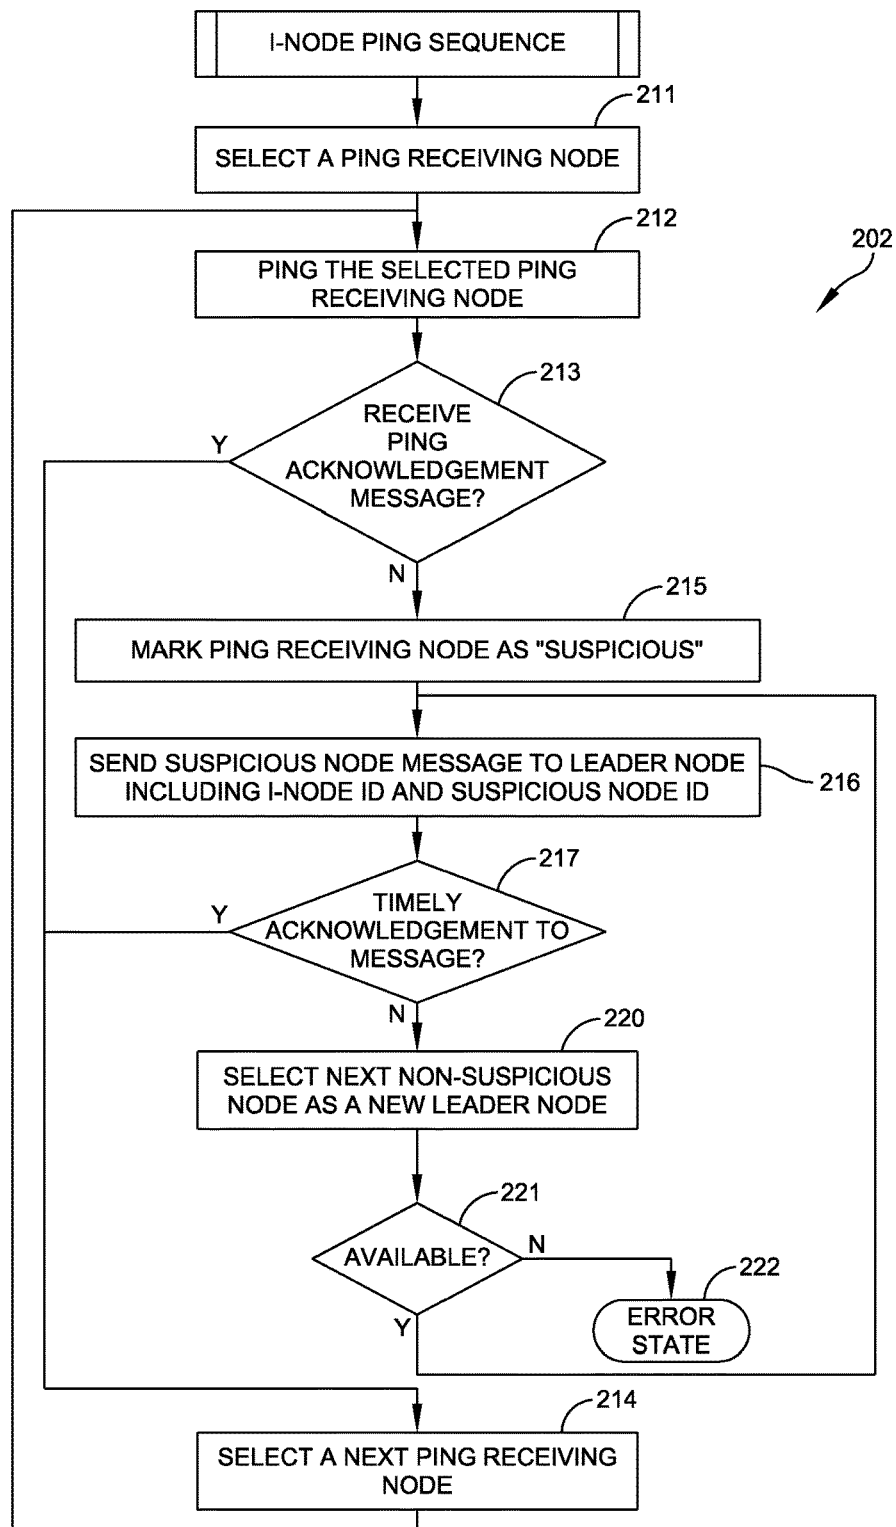 I-NODE PING SEQUENCE
211
SELECT A PING RECEIVING NODE
212
PING THE SELECTED PING
RECEIVING NODE
202
213
RECEIVE
PING
ACKNOWLEDGEMENT
MESSAGE?
Y
N
215
MARK PING RECEIVING NODE AS "SUSPICIOUS"
SEND SUSPICIOUS NODE MESSAGE TO LEADER NODE
INCLUDING I-NODE ID AND SUSPICIOUS NODE ID
216
217
TIMELY
ACKNOWLEDGEMENT TO
MESSAGE?
Y
N
220
SELECT NEXT NON-SUSPICIOUS
NODE AS A NEW LEADER NODE
221
AVAILABLE?
N
Y
222
ERROR
STATE
214
SELECT A NEXT PING RECEIVING
NODE